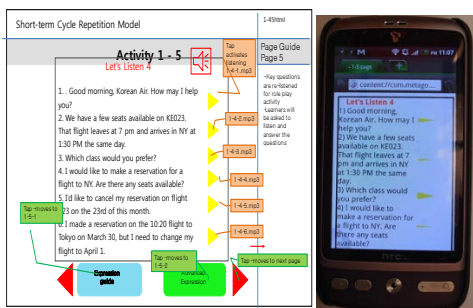 Short-term Cycle Repetition Model
1-45html
Activity 1 - 5
Let's Listen 4
Tap
activates
listening
1-4-1.mp3
Page Guide
Page 5
-Key questions
are re-listened
for role play
activity
-Learners will
be asked to
listen and
answer the
questions
1. . Good morning, Korean Air. How may I help
you?
2. We have a few seats available on KE023.
That flight leaves at 7 pm and arrives in NY at
1:30 PM the same day.
3. Which class would you prefer?
4. I would like to make a reservation for a
flight to NY. Are there any seats available?
5. I'd like to cancel my reservation on flight
23 on the 23rd of this month.
6. I made a reservation on the 10:20 flight to
Tokyo on March 30, but I need to change my
flight to April 1.
1-4-2.mp3
1-4-3.mp3
1-4-4.mp3
1-4-5.mp3
1-4-6.mp3
Tap -moves to
1-5-1
Tap -moves to
1-5-2
Tap -moves to next page
Expression
guide
Advanced
Expression
PM 11:07
1-5 page
content://com.metago...
Let's Listen 4
1) Good morning,
Korean Air. How may I
help you?
2) We have a few seats
available on KE023.
That flight leaves at 7
pm and arrives in NY
at 1:30 PM the same
day.
3) Which class would
you prefer?
4) I would like to
make a reservation for
a flight to NY. Are
there any seats
available?
hTC